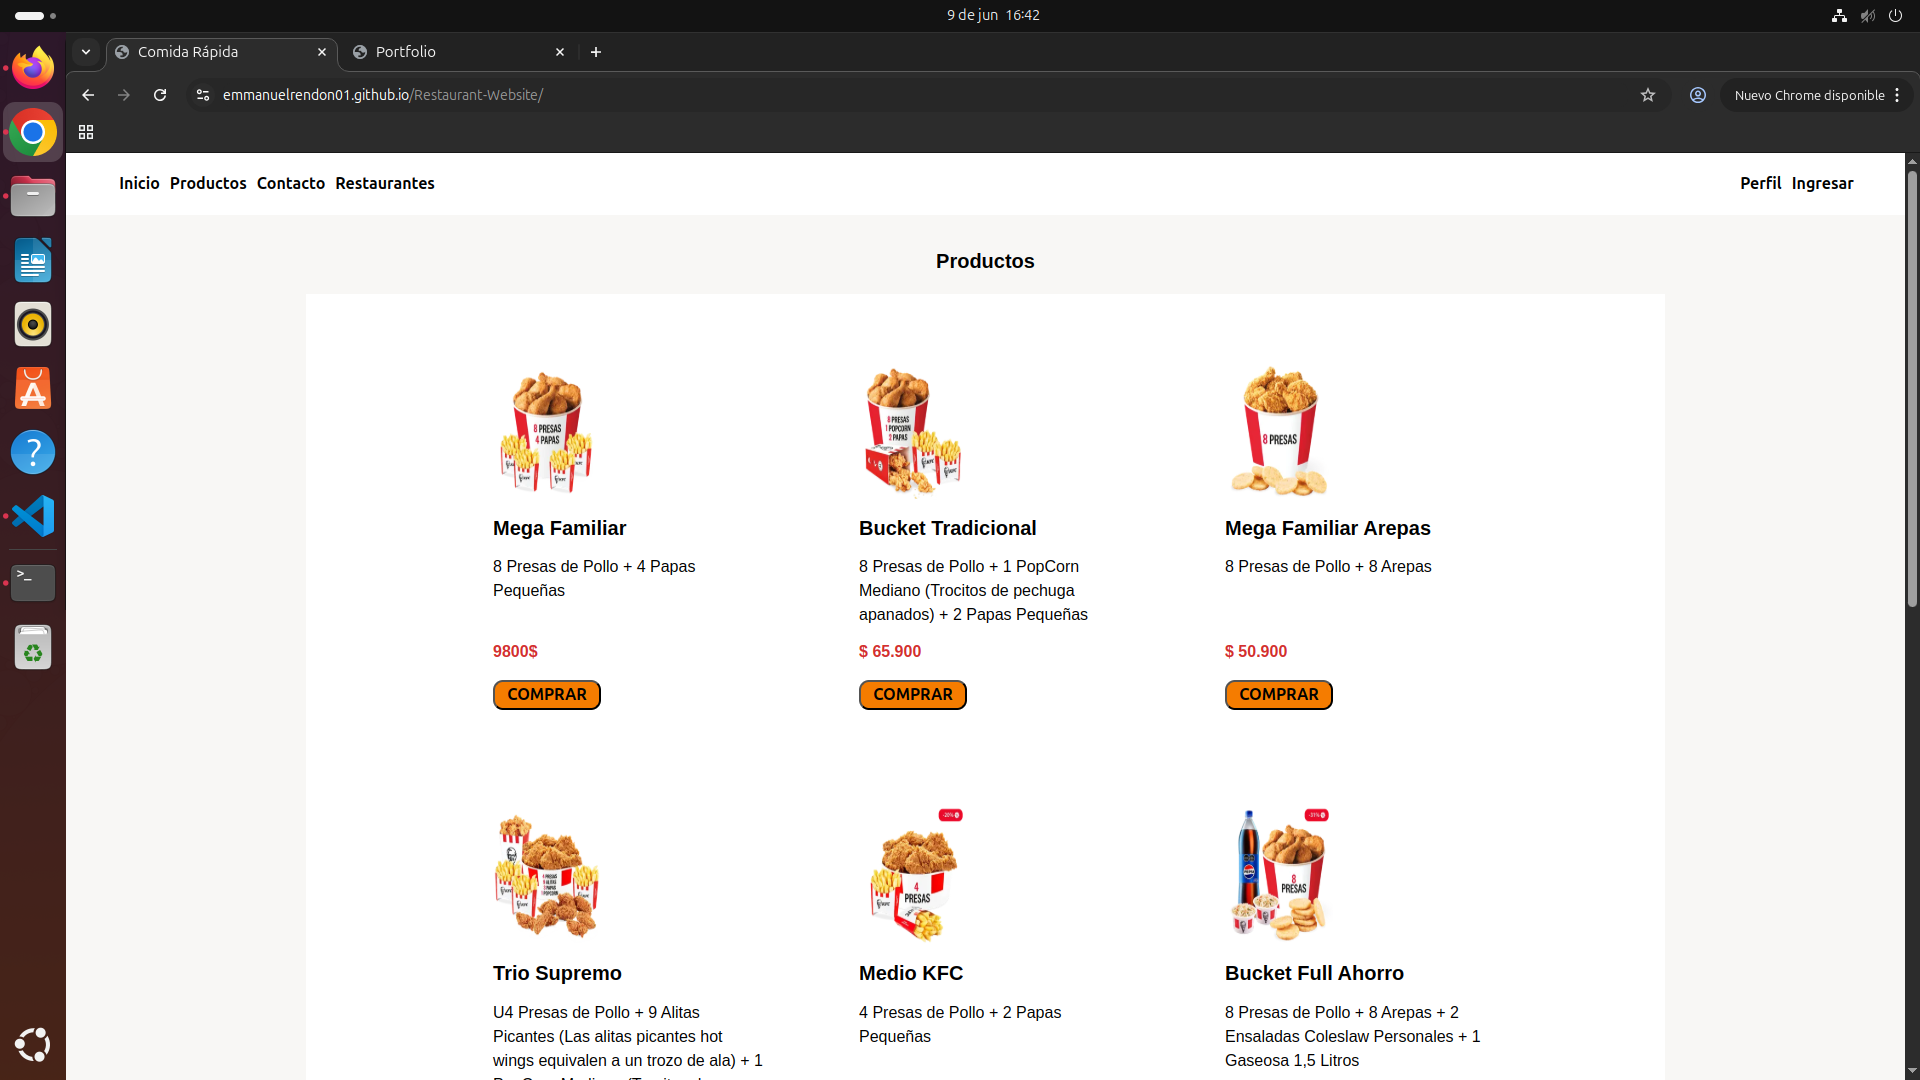 9 de jun 16:42
Comida Rápida
Portfolio
emmanuelrendon01.github.io/Restaurant-Website/
Nuevo Chrome disponible
Inicio Productos Contacto Restaurantes
Perfil Ingresar
Productos
8 PRESAS
4 PAPAS
8 PRESAS
1 POPCORN
2 PAPAS
8 PRESAS
Mega Familiar
8 Presas de Pollo + 4 Papas
Pequeñas
9800$
COMPRAR
Bucket Tradicional
8 Presas de Pollo + 1 PopCorn
Mediano (Trocitos de pechuga
apanados) + 2 Papas Pequeñas
$ 65.900
COMPRAR
Mega Familiar Arepas
8 Presas de Pollo + 8 Arepas
$ 50.900
COMPRAR
4
PRESAS
8
PRESAS
Trio Supremo
U4 Presas de Pollo + 9 Alitas
Picantes (Las alitas picantes hot
wings equivalen a un trozo de ala) + 1
Medio KFC
4 Presas de Pollo + 2 Papas
Pequeñas
Bucket Full Ahorro
8 Presas de Pollo + 8 Arepas + 2
Ensaladas Coleslaw Personales + 1
Gaseosa 1,5 Litros